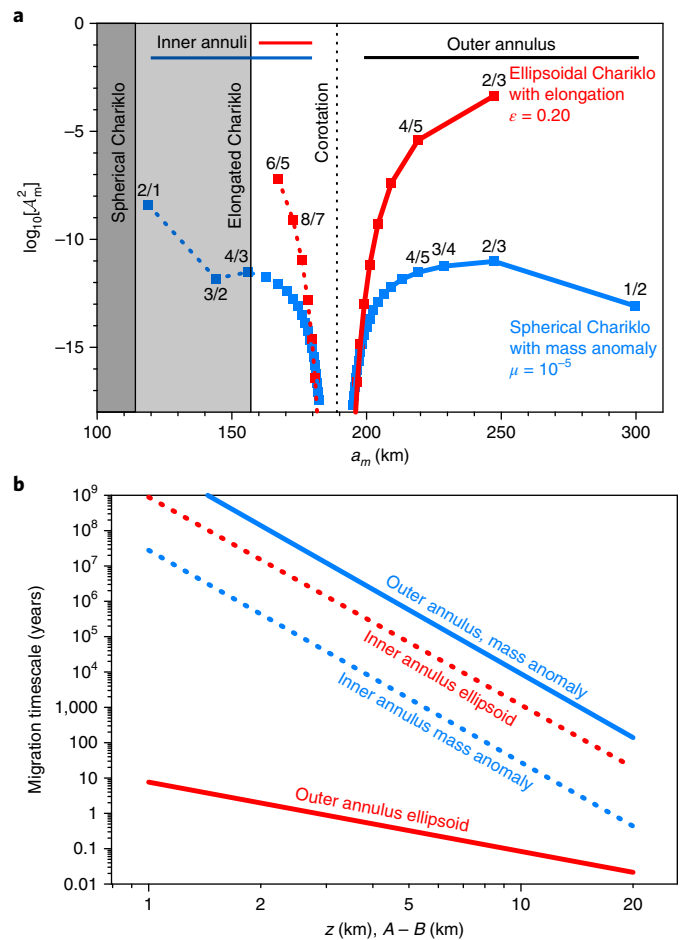 a
0
−5
−10
−15
log10[𝒜²m]
Inner annuli
Outer annulus
Spherical Chariklo
Elongated Chariklo
Corotation
Ellipsoidal Chariklo
with elongation
ε = 0.20
2/3
4/5
6/5
8/7
2/1
3/2
4/3
4/5
3/4
2/3
1/2
Spherical Chariklo
with mass anomaly
μ = 10⁻⁵
100
150
200
250
300
am (km)
b
10⁹
10⁸
10⁷
10⁶
10⁵
10⁴
1,000
100
10
1
0.1
0.01
Migration timescale (years)
Outer annulus, mass anomaly
Inner annulus ellipsoid
Inner annulus mass anomaly
Outer annulus ellipsoid
1
2
5
10
20
z (km), A – B (km)